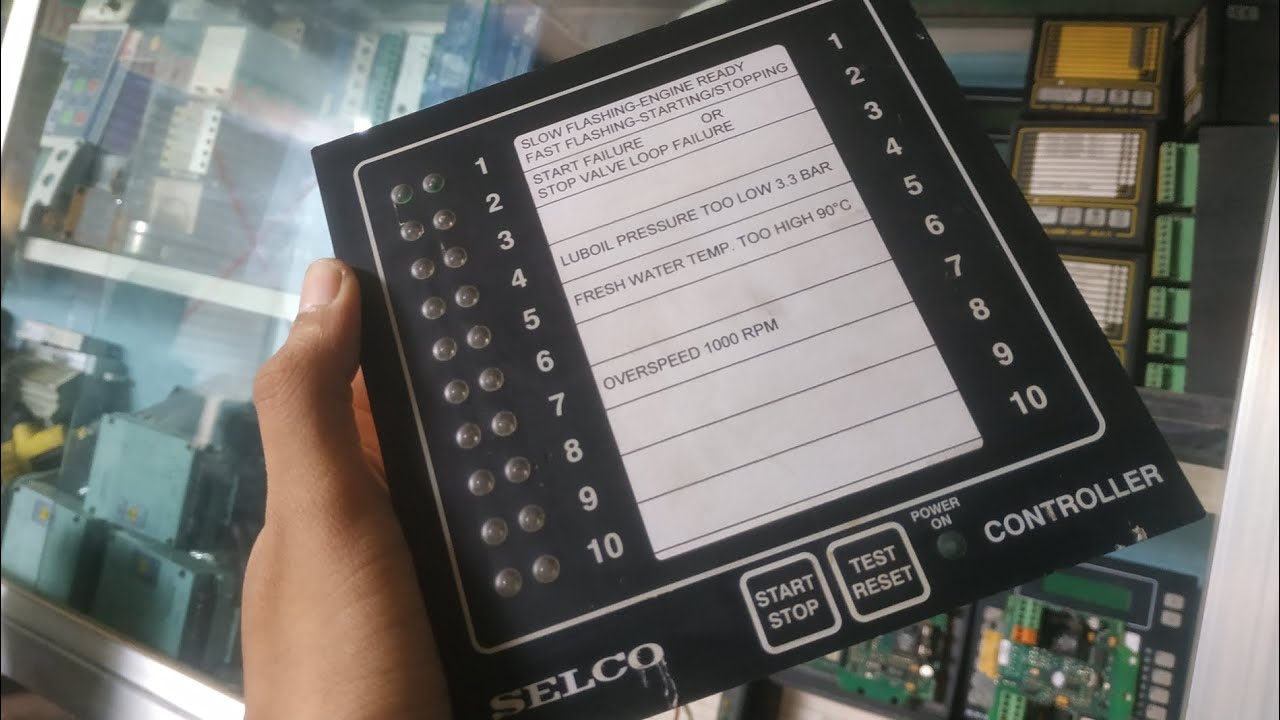 SLOW FLASHING-ENGINE READY
FAST FLASHING-STARTING/STOPPING
START FAILURE OR
STOP VALVE LOOP FAILURE
LUBOIL PRESSURE TOO LOW 3.3 BAR
FRESH WATER TEMP. TOO HIGH 90°C
OVERSPEED 1000 RPM
1
2
3
4
5
6
7
8
9
10
1
2
3
4
5
6
7
8
9
10
START
STOP
TEST
RESET
POWER
ON
CONTROLLER
SELCO